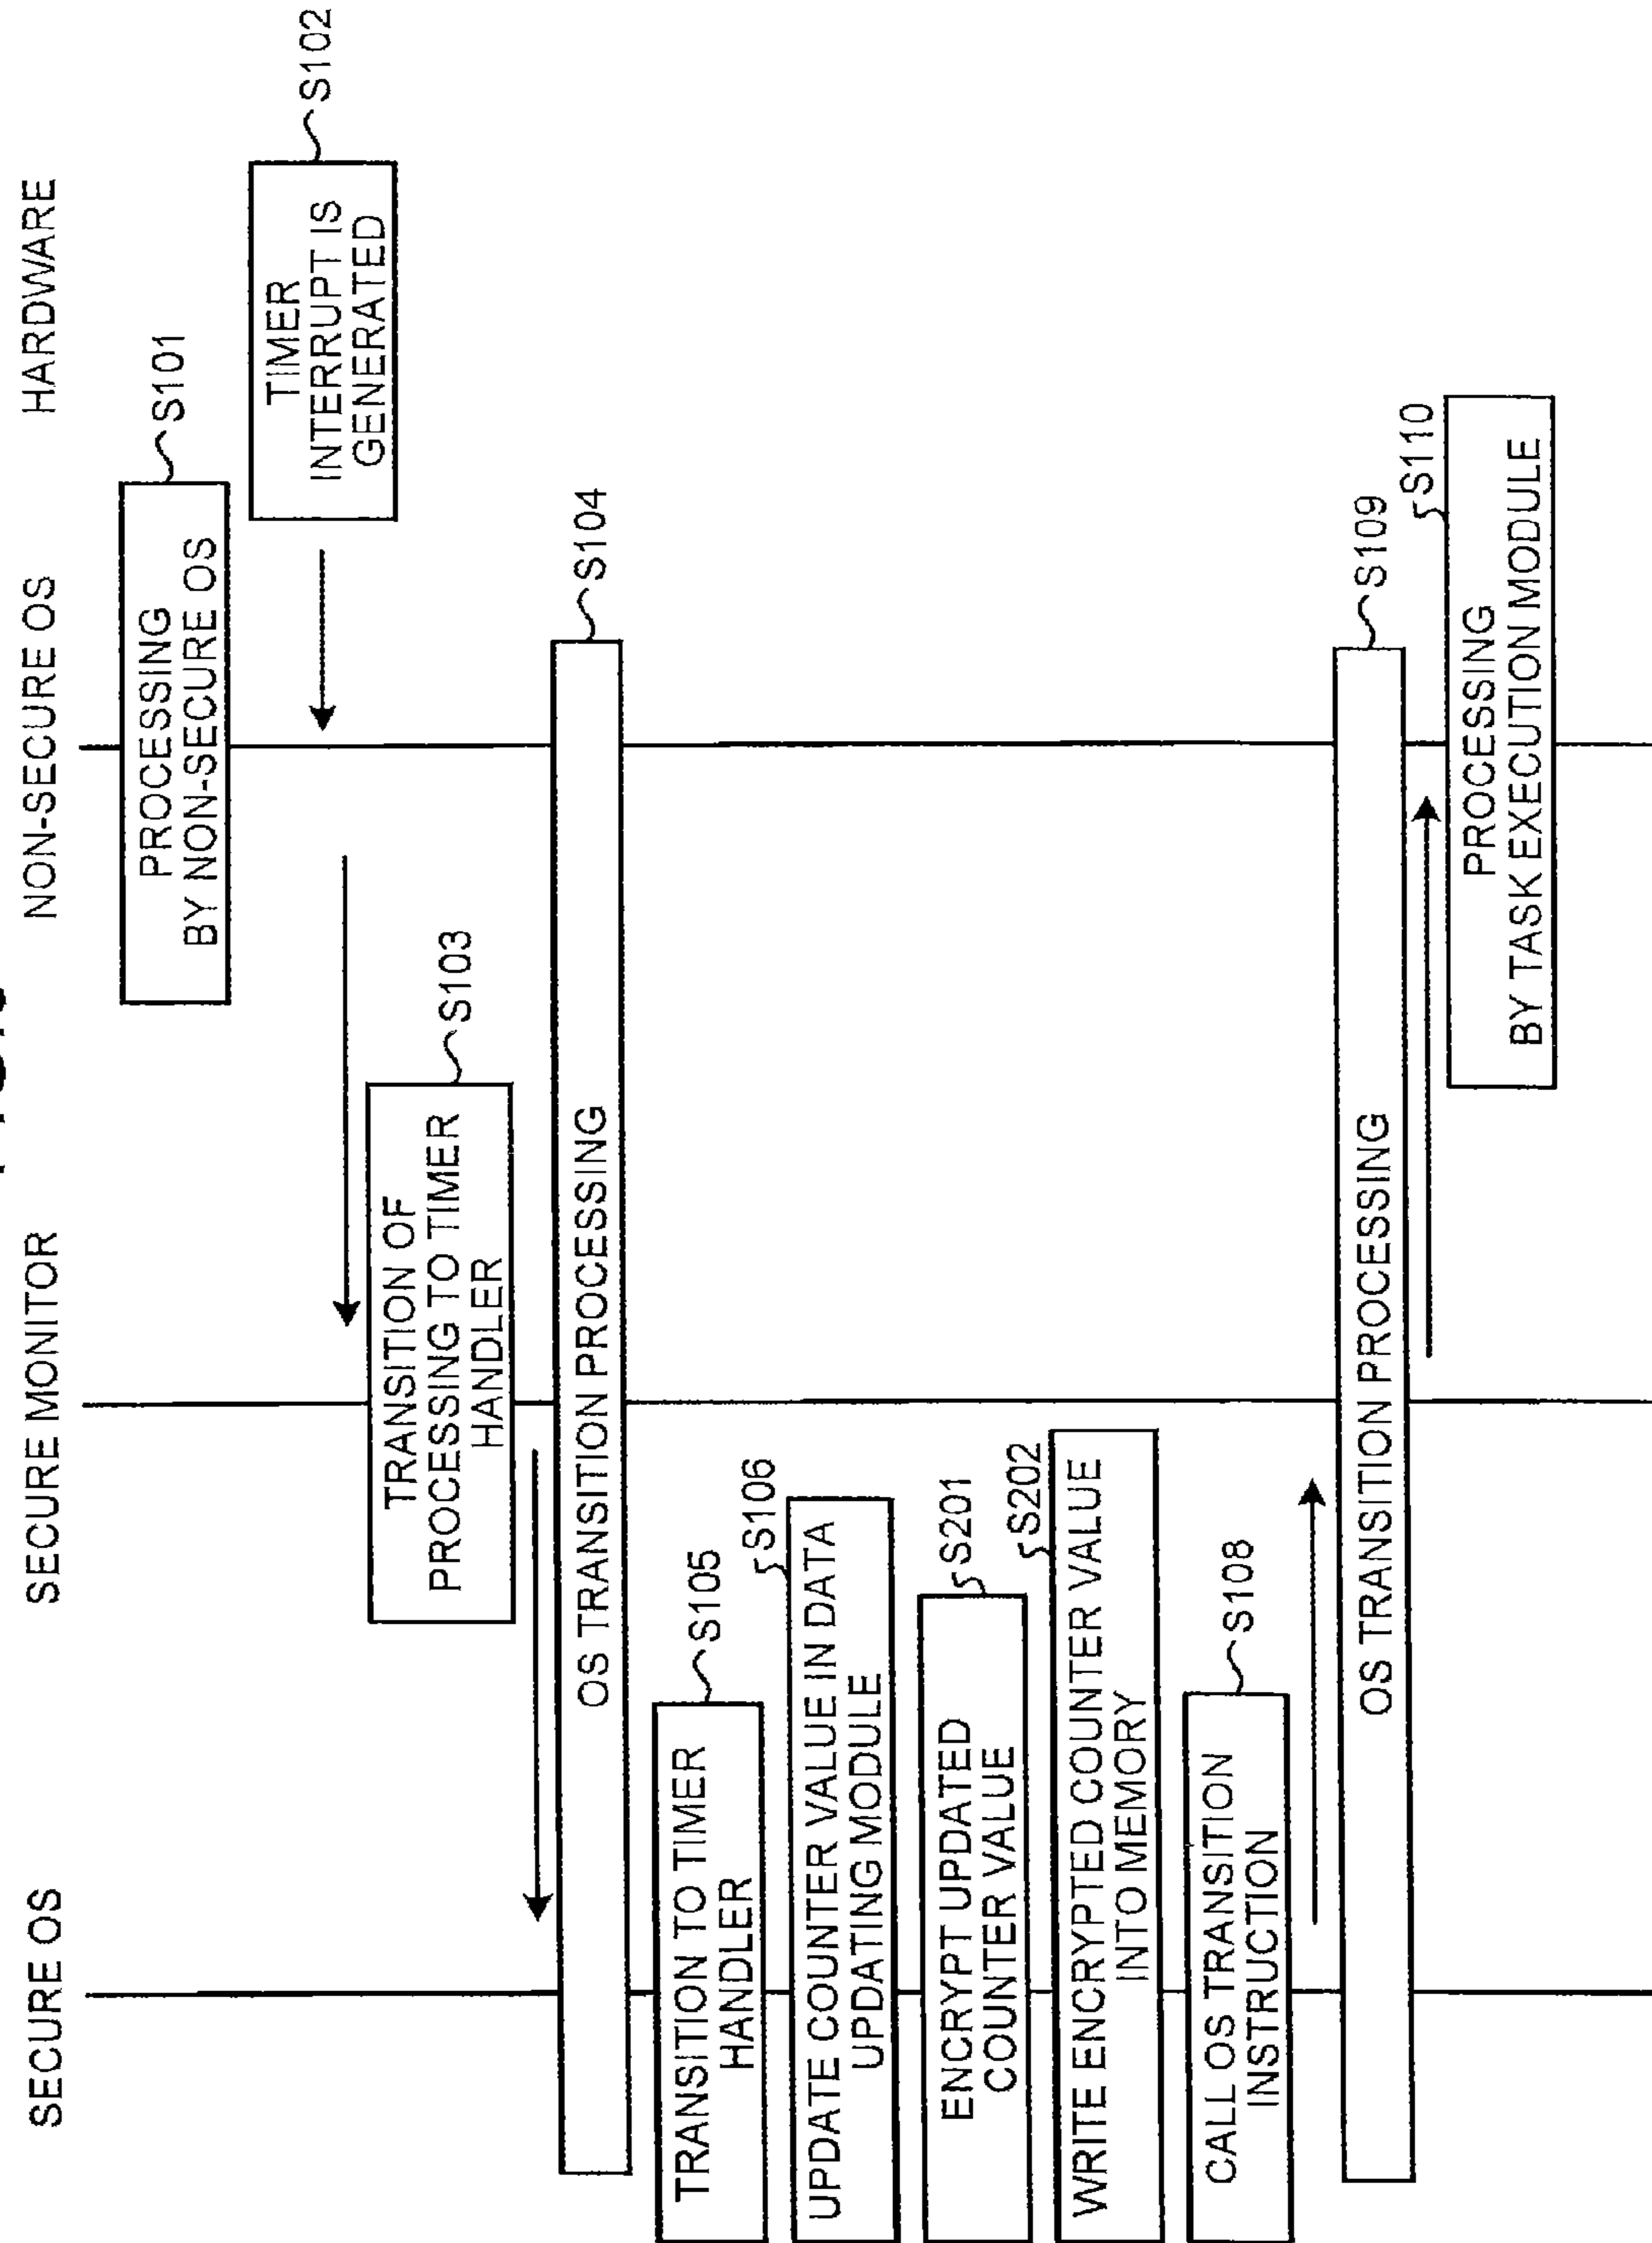 SECURE OS
SECURE MONITOR
NON-SECURE OS
HARDWARE
PROCESSING
BY NON-SECURE OS
S101
TIMER
INTERRUPT IS
GENERATED
S102
TRANSITION OF
PROCESSING TO TIMER
HANDLER
S103
OS TRANSITION PROCESSING
S104
TRANSITION TO TIMER
HANDLER
S105
UPDATE COUNTER VALUE IN DATA
UPDATING MODULE
S106
ENCRYPT UPDATED
COUNTER VALUE
S201
WRITE ENCRYPTED COUNTER VALUE
INTO MEMORY
S202
CALL OS TRANSITION
INSTRUCTION
S108
OS TRANSITION PROCESSING
S109
PROCESSING
BY TASK EXECUTION MODULE
S110